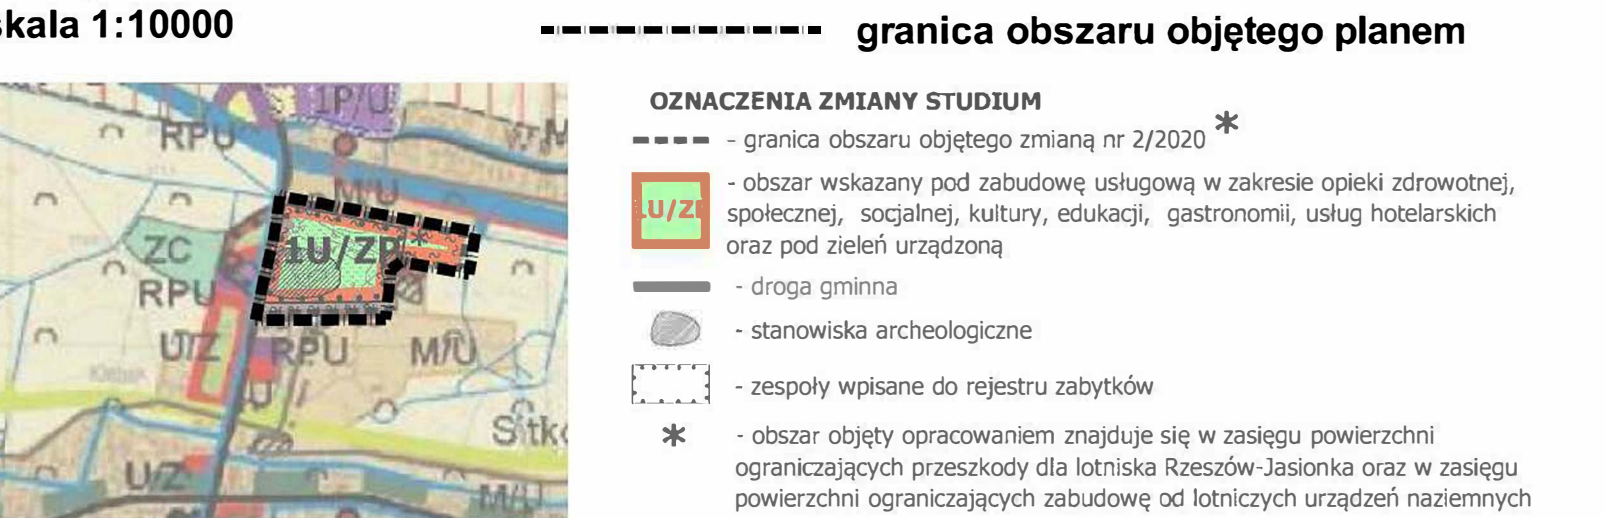 skala 1:10000
granica obszaru objętego planem
1P/U
RPU
M/U
1U/ZP
ZC
RPU
UTZ
RPU
M/U
U
U/Z
M/U
OZNACZENIA ZMIANY STUDIUM
- granica obszaru objętego zmianą nr 2/2020 *
- obszar wskazany pod zabudowę usługową w zakresie opieki zdrowotnej,
społecznej, socjalnej, kultury, edukacji, gastronomii, usług hotelarskich
oraz pod zieleń urządzoną
- droga gminna
- stanowiska archeologiczne
- zespoły wpisane do rejestru zabytków
* - obszar objęty opracowaniem znajduje się w zasięgu powierzchni
ograniczających przeszkody dla lotniska Rzeszów-Jasionka oraz w zasięgu
powierzchni ograniczających zabudowę od lotniczych urządzeń naziemnych